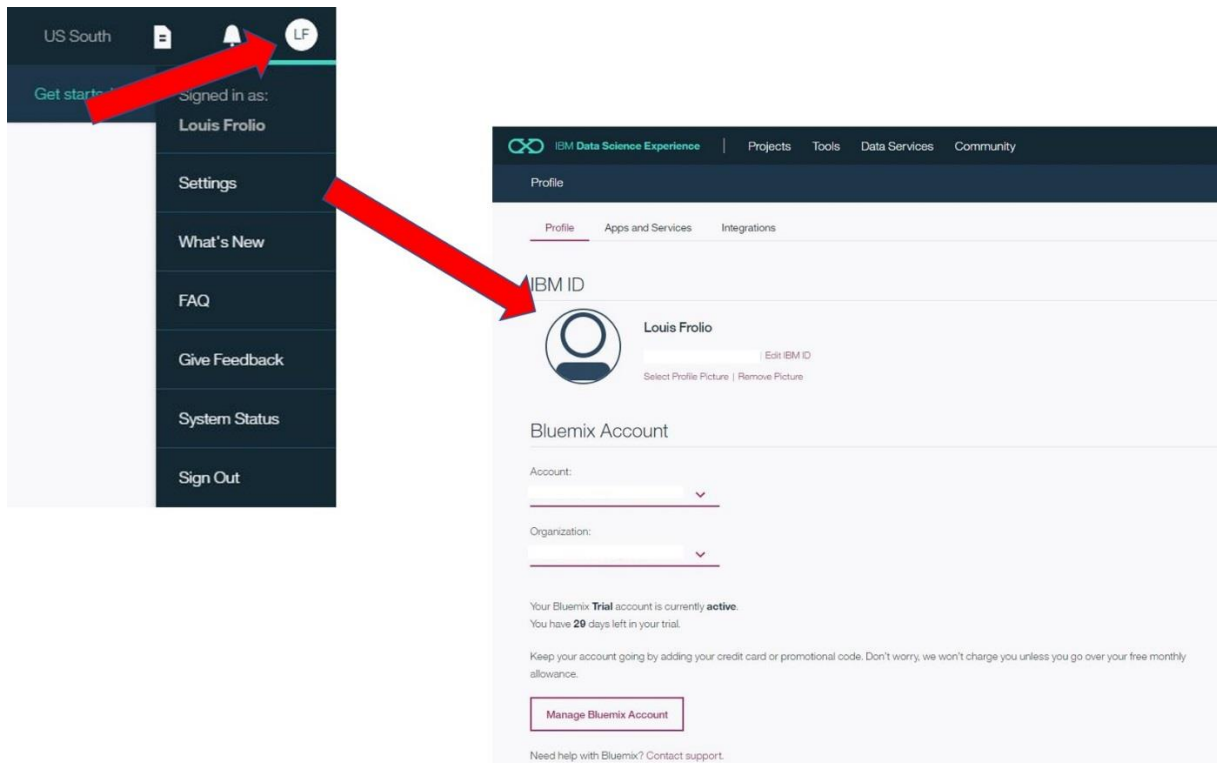 US South
LF
Get started
Signed in as:
Louis Frolio
Settings
What's New
FAQ
Give Feedback
System Status
Sign Out
IBM Data Science Experience | Projects Tools Data Services Community
Profile
Profile Apps and Services Integrations
IBM ID
Louis Frolio
| Edit IBM ID
Select Profile Picture | Remove Picture
Bluemix Account
Account:
Organization:
Your Bluemix Trial account is currently active.
You have 29 days left in your trial.
Keep your account going by adding your credit card or promotional code. Don't worry, we won't charge you unless you go over your free monthly
allowance.
Manage Bluemix Account
Need help with Bluemix? Contact support.